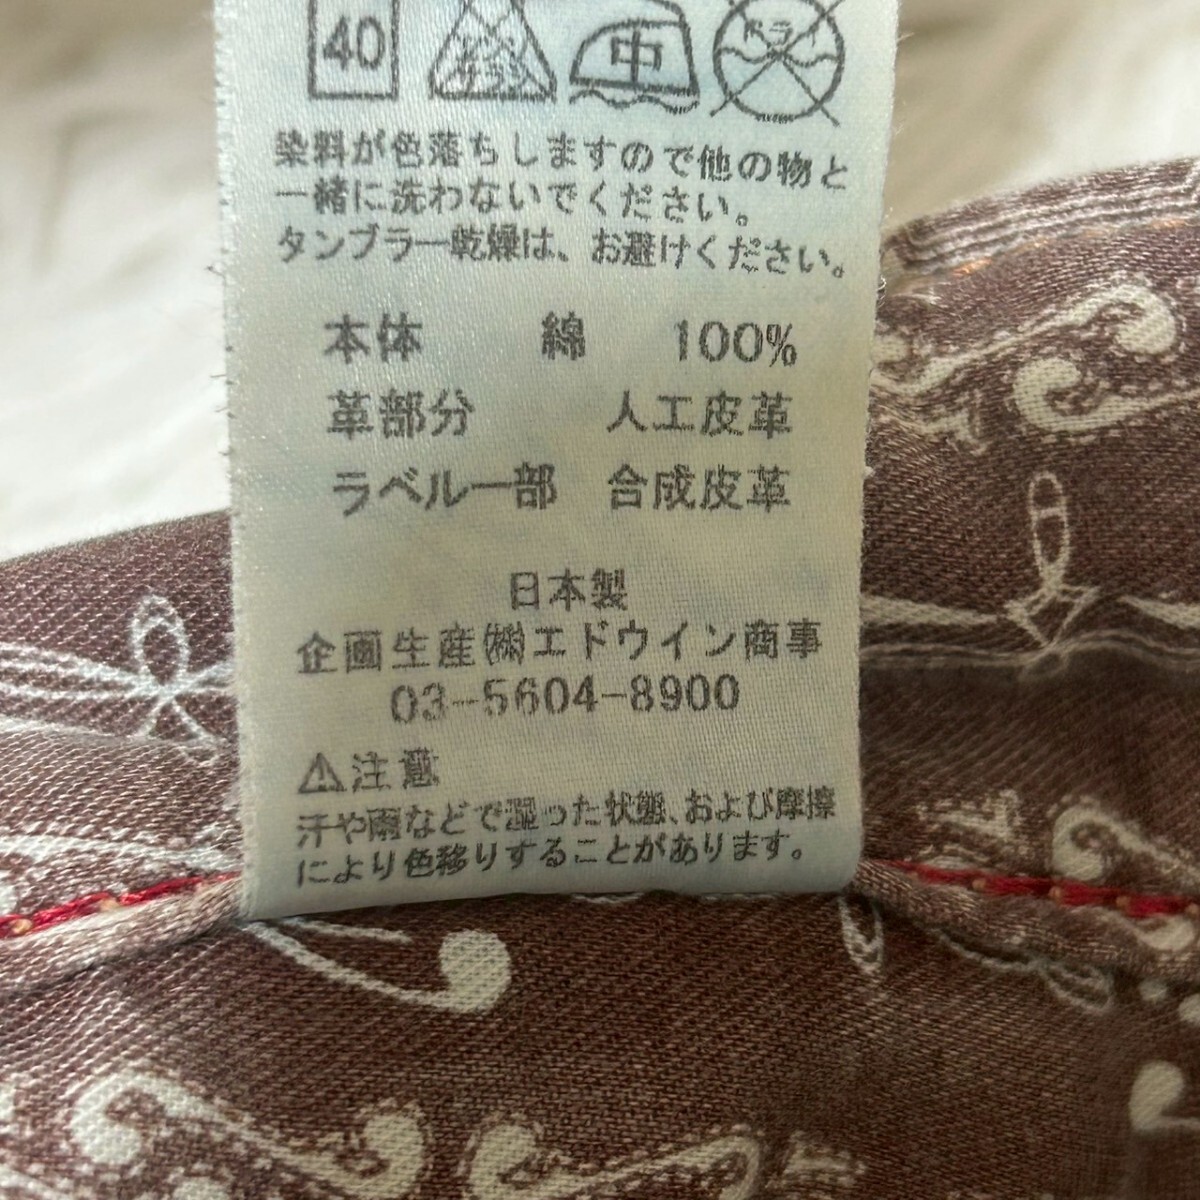 40 中 ドライ
染料が色落ちしますので他の物と
一緒に洗わないでください。
タンブラー乾燥は、お避けください。
本体 綿 100%
革部分 人工皮革
ラベル一部 合成皮革
日本製
企画生産㈱エドウイン商事
03-5604-8900
⚠注意
汗や雨などで湿った状態、および摩擦
により色移りすることがあります。